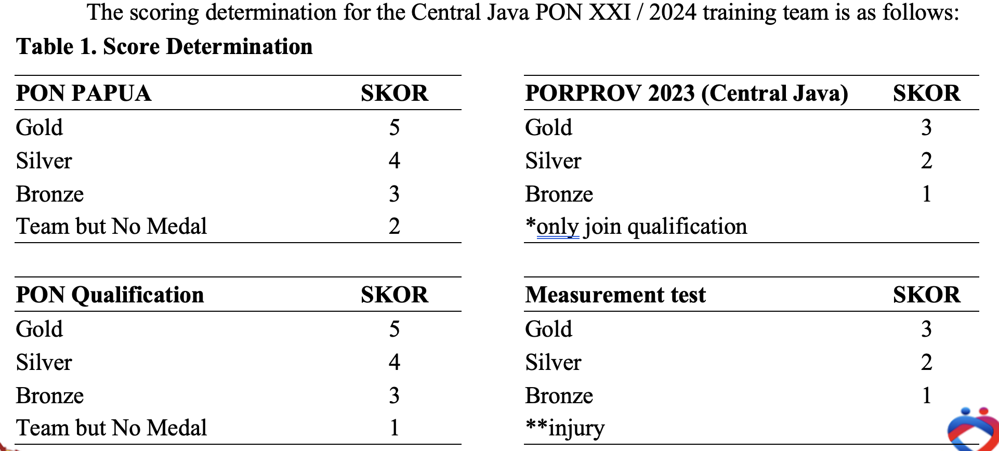 The scoring determination for the Central Java PON XXI / 2024 training team is as follows:
Table 1. Score Determination
PON PAPUA SKOR
Gold 5
Silver 4
Bronze 3
Team but No Medal 2
PORPROV 2023 (Central Java) SKOR
Gold 3
Silver 2
Bronze 1
*only join qualification
PON Qualification SKOR
Gold 5
Silver 4
Bronze 3
Team but No Medal 1
Measurement test SKOR
Gold 3
Silver 2
Bronze 1
**injury